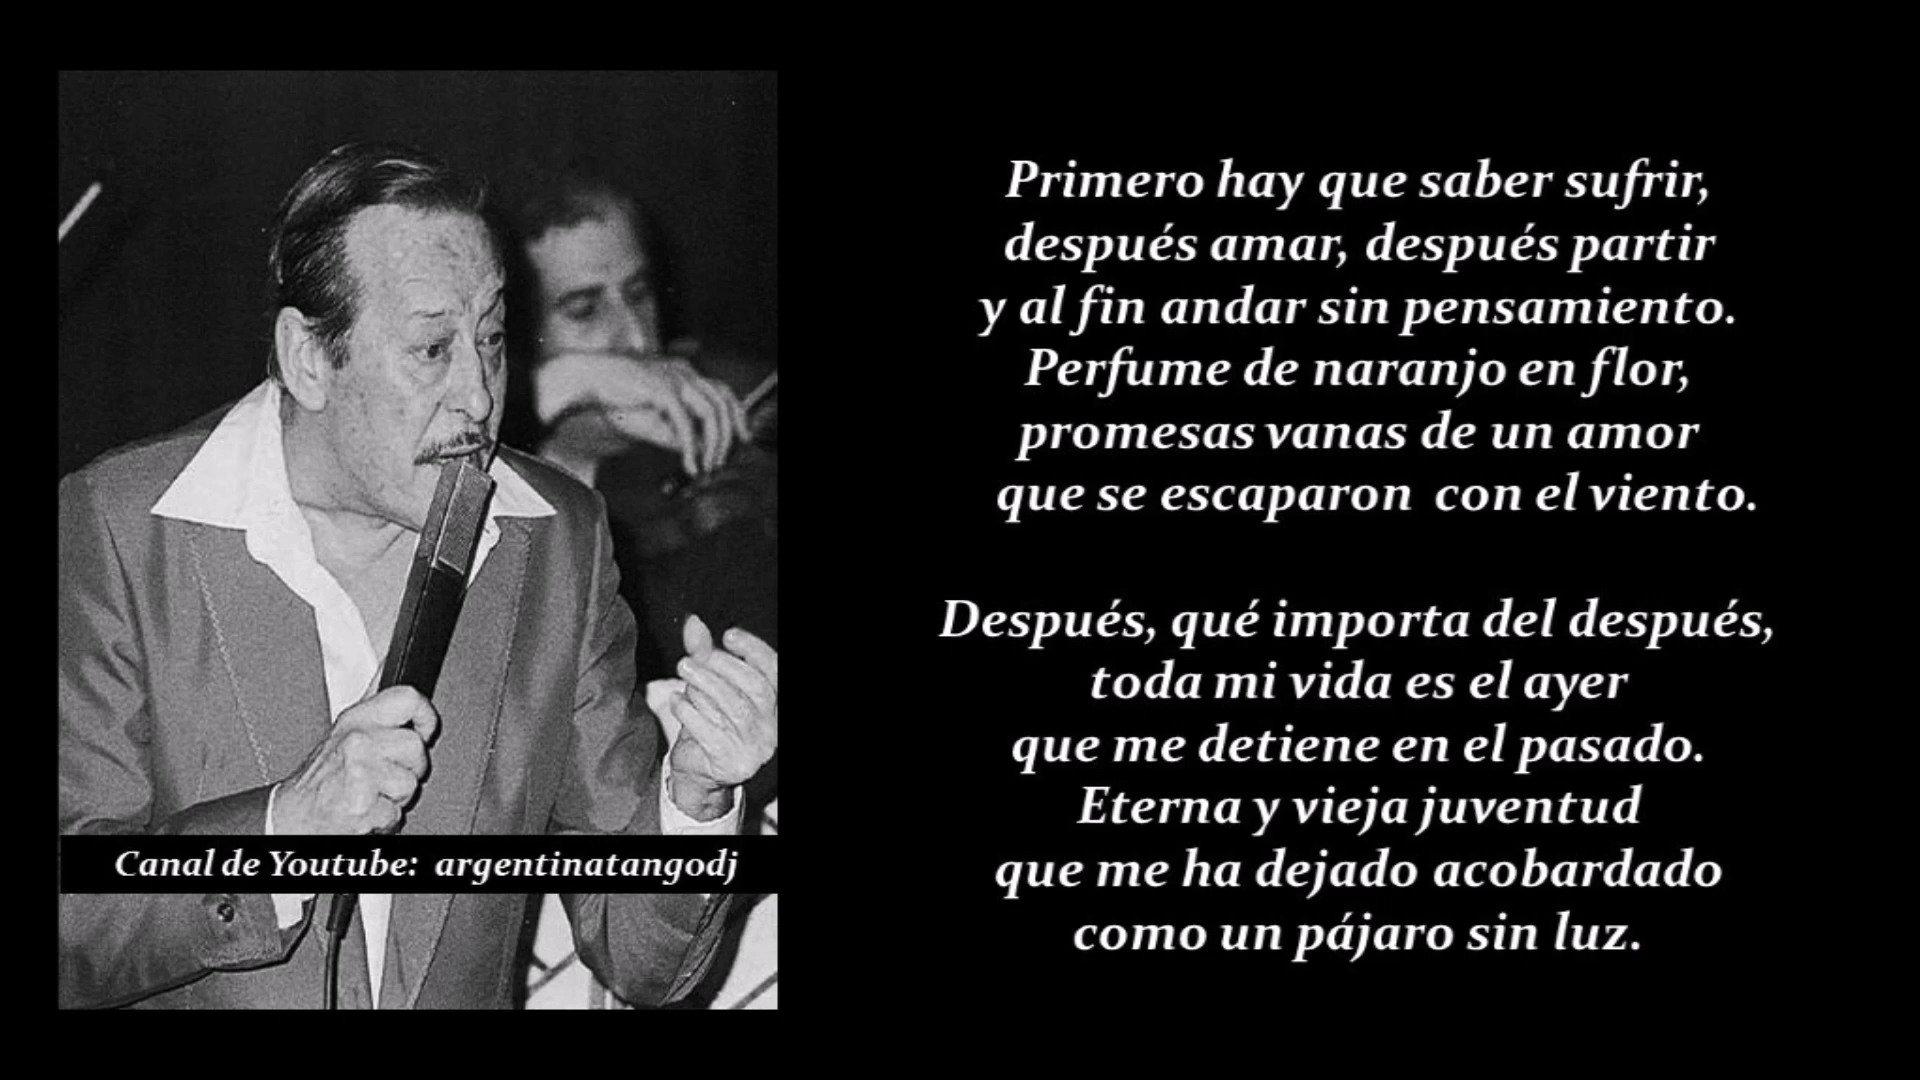 Primero hay que saber sufrir,
después amar, después partir
y al fin andar sin pensamiento.
Perfume de naranjo en flor,
promesas vanas de un amor
que se escaparon con el viento.
Después, qué importa del después,
toda mi vida es el ayer
que me detiene en el pasado.
Eterna y vieja juventud
que me ha dejado acobardado
como un pájaro sin luz.
Canal de Youtube: argentinatangodj